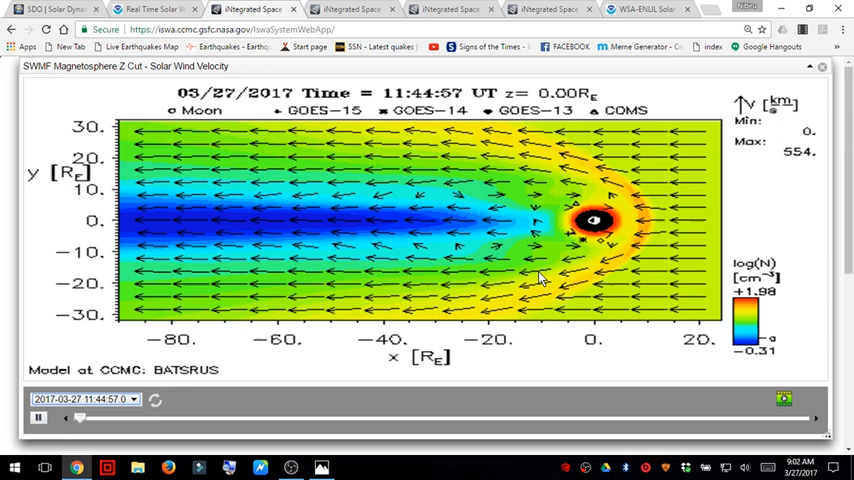 SDO | Solar Dynam
Real Time Solar W
iNtegrated Space
iNtegrated Space
iNtegrated Space
iNtegrated Space
WSA-ENLIL Solar
Nibiru
Secure https://iswa.ccmc.gsfc.nasa.gov/IswaSystemWebApp/
New Tab
Live Earthquakes Map
Earthquakes
Start page
SSN - Latest quakes
Signs of the Times
FACEBOOK
Meme Generator - Cr
index
Google Hangouts
SWMF Magnetosphere Z Cut - Solar Wind Velocity
03/27/2017 Time = 11:44:57 UT z= 0.00RE
Moon + GOES-15 GOES-14 GOES-13 COMS
V [km/s]
Min: 0.
Max: 554.
30.
20.
10.
0.
-10.
-20.
-30.
y [RE]
-80. -60. -40. -20. 0. 20.
x [RE]
log(N)
[cm-3]
+1.98
-0.31
Model at CCMC: BATSRUS
2017-03-27 11:44:57.0
9:02 AM
3/27/2017